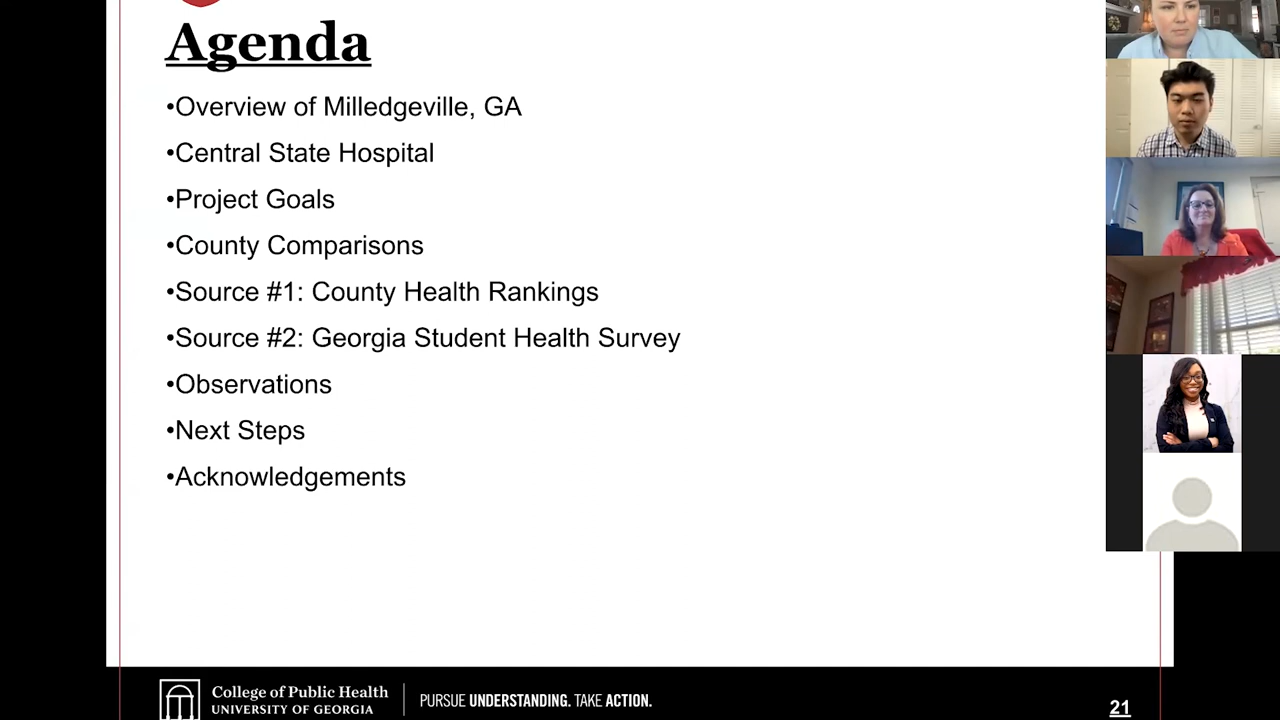 Agenda
•Overview of Milledgeville, GA
•Central State Hospital
•Project Goals
•County Comparisons
•Source #1: County Health Rankings
•Source #2: Georgia Student Health Survey
•Observations
•Next Steps
•Acknowledgements
College of Public Health
UNIVERSITY OF GEORGIA
PURSUE UNDERSTANDING. TAKE ACTION.
21